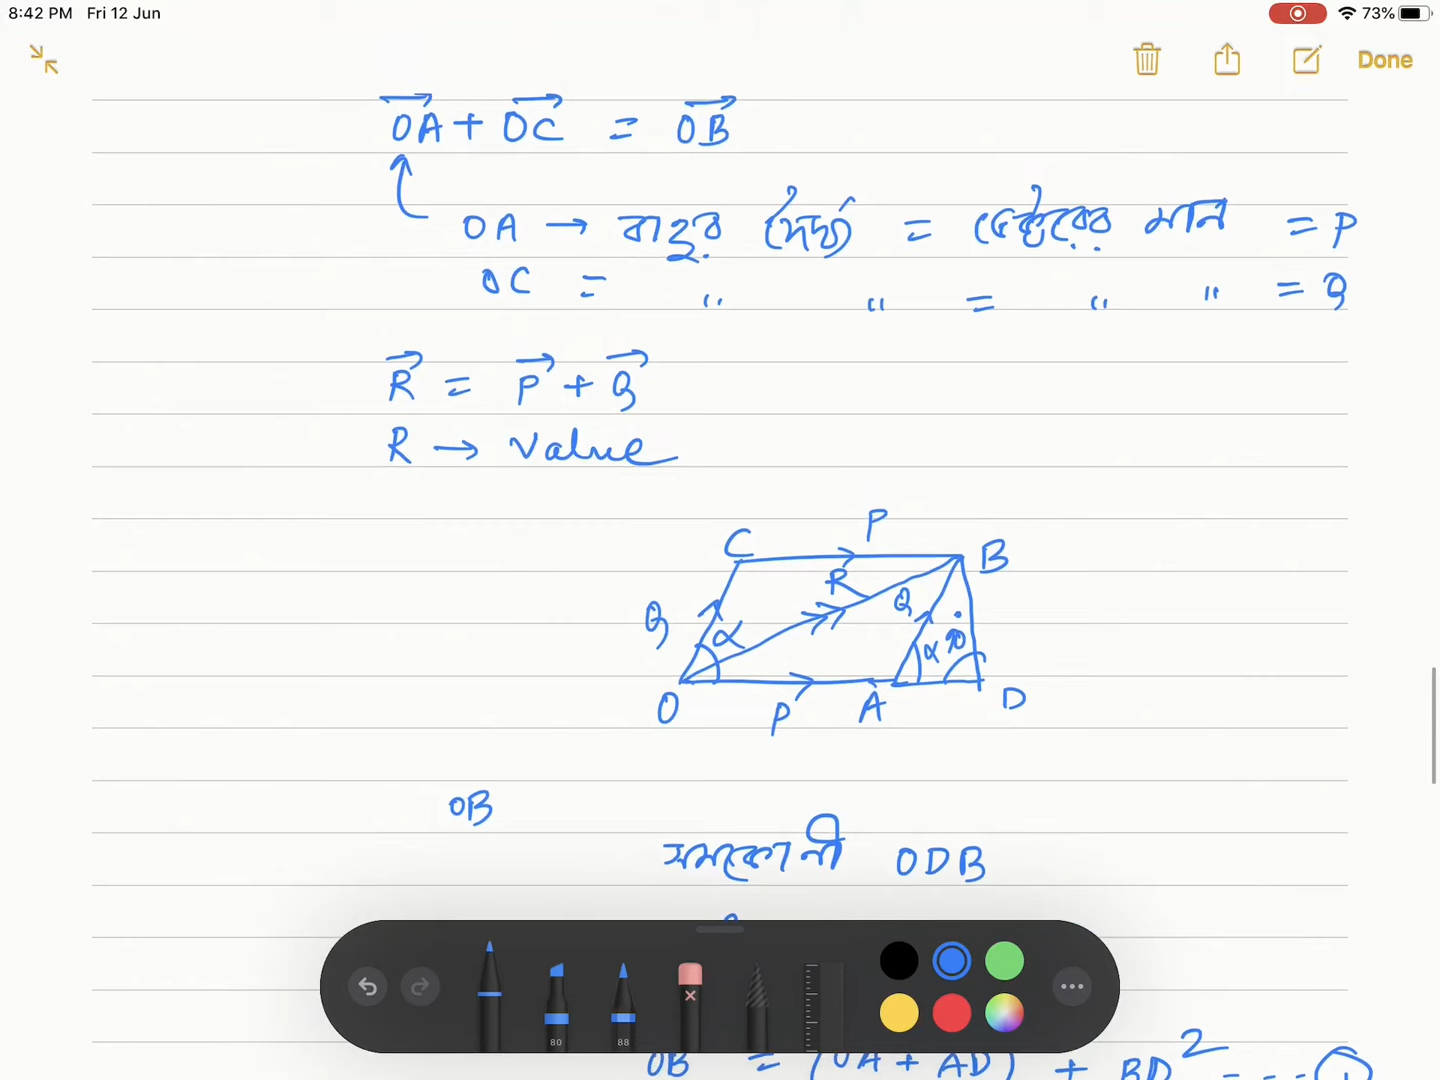 8:42 PM Fri 12 Jun
73%
Done
OA + OC = OB
OA → বাহুর দৈর্ঘ্য = ভেক্টরের মান = P
OC = " " = " " = Q
R = P + Q
R → Value
P
C
B
R
Q
Q
α
α
90
O
P
A
D
OB
সমকোনী ODB
80
88
OB = (OA + AD) + BD²